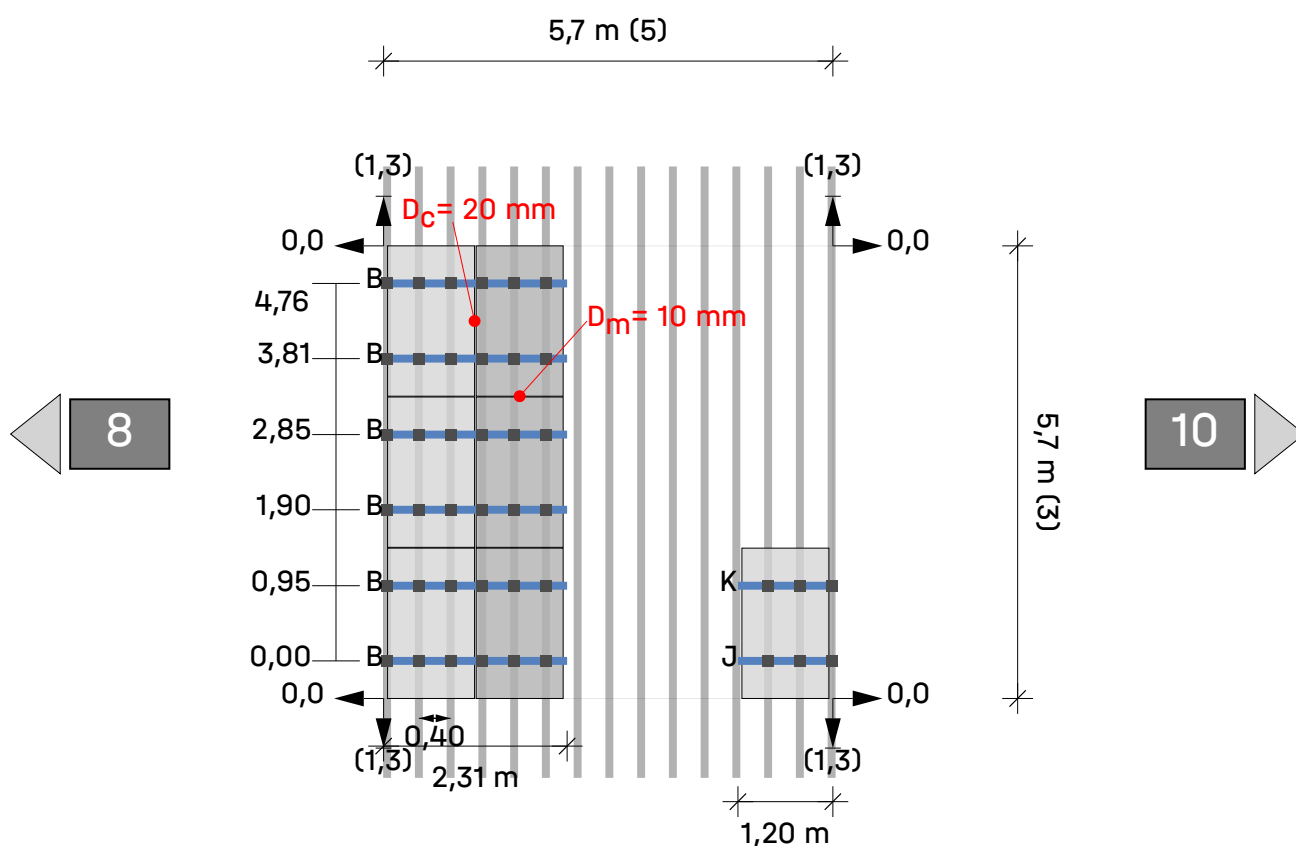 5,7 m (5)
(1,3) (1,3)
D_c= 20 mm
0,0 0,0
B
4,76
D_m= 10 mm
3,81 B
8 2,85 B 5,7 m (3) 10
1,90 B
0,95 B K
0,00 B J
0,0 0,0
0,40
(1,3) (1,3)
2,31 m
1,20 m